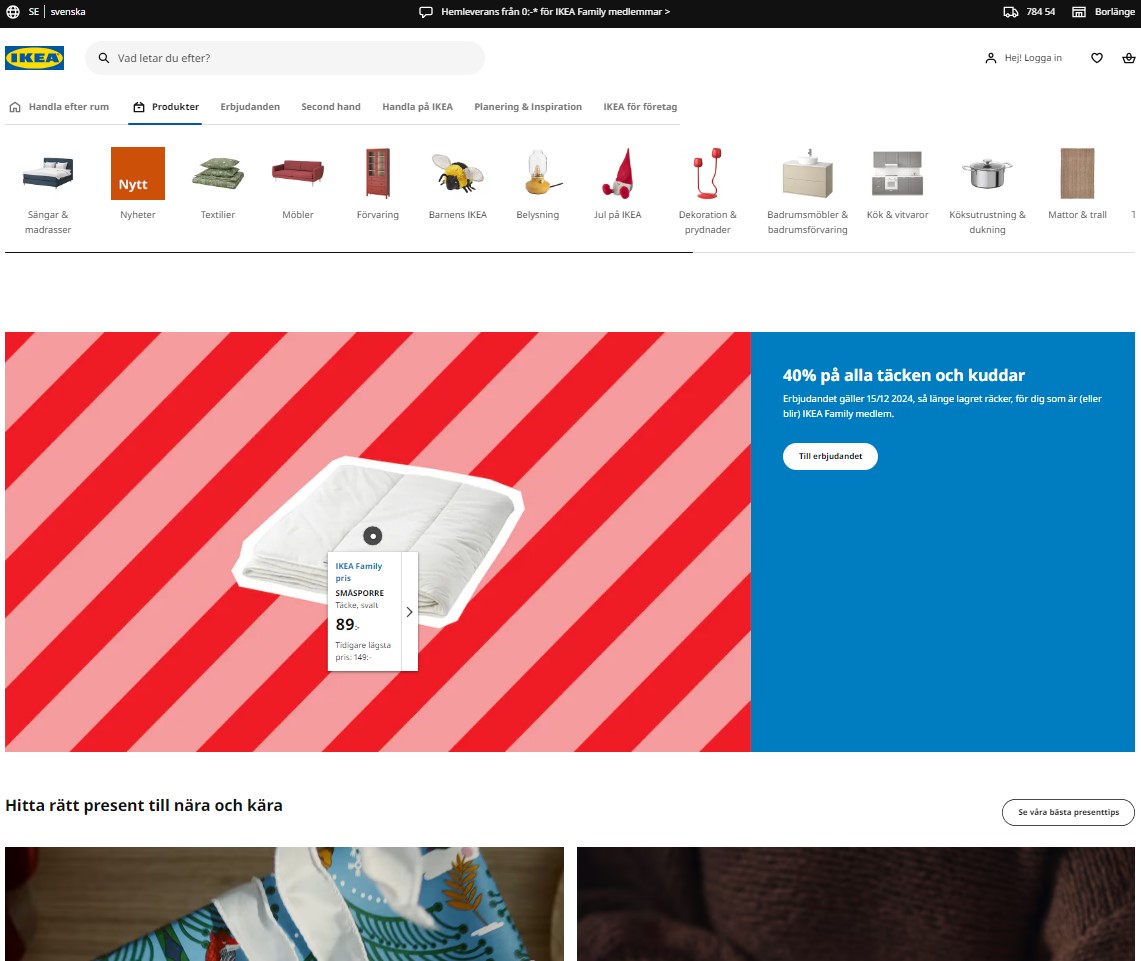 SE | svenska
Hemleverans från 0:-* för IKEA Family medlemmar >
784 54
Borlänge
IKEA
Vad letar du efter?
Hej! Logga in
Handla efter rum
Produkter
Erbjudanden
Second hand
Handla på IKEA
Planering & Inspiration
IKEA för företag
Nytt
Sängar &
madrasser
Nyheter
Textilier
Möbler
Förvaring
Barnens IKEA
Belysning
Jul på IKEA
Dekoration &
prydnader
Badrumsmöbler &
badrumsförvaring
Kök & vitvaror
Köksutrustning &
dukning
Mattor & trall
40% på alla täcken och kuddar
Erbjudandet gäller 15/12 2024, så länge lagret räcker, för dig som är (eller
blir) IKEA Family medlem.
Till erbjudandet
IKEA Family
pris
SMÅSPORRE
Täcke, svalt
89:-
Tidigare lägsta
pris: 149:-
Hitta rätt present till nära och kära
Se våra bästa presenttips